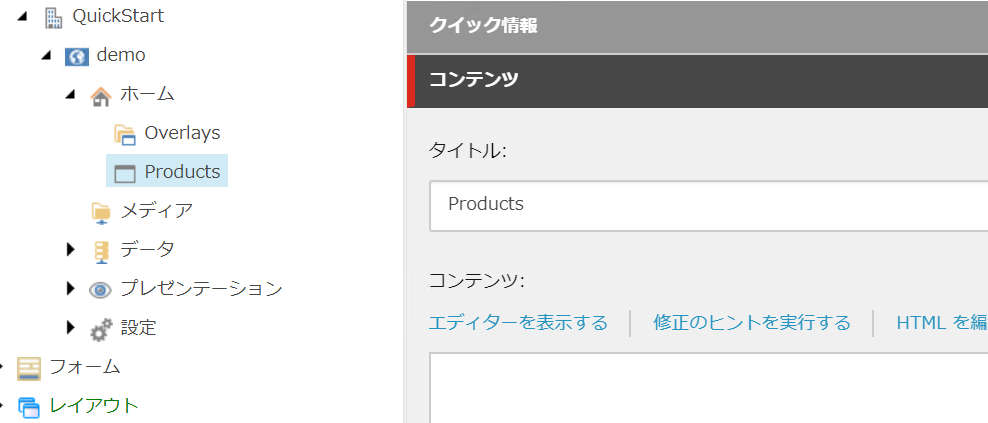 QuickStart
demo
ホーム
Overlays
Products
メディア
データ
プレゼンテーション
設定
フォーム
レイアウト
クイック情報
コンテンツ
タイトル:
Products
コンテンツ:
エディターを表示する
修正のヒントを実行する
HTML を編